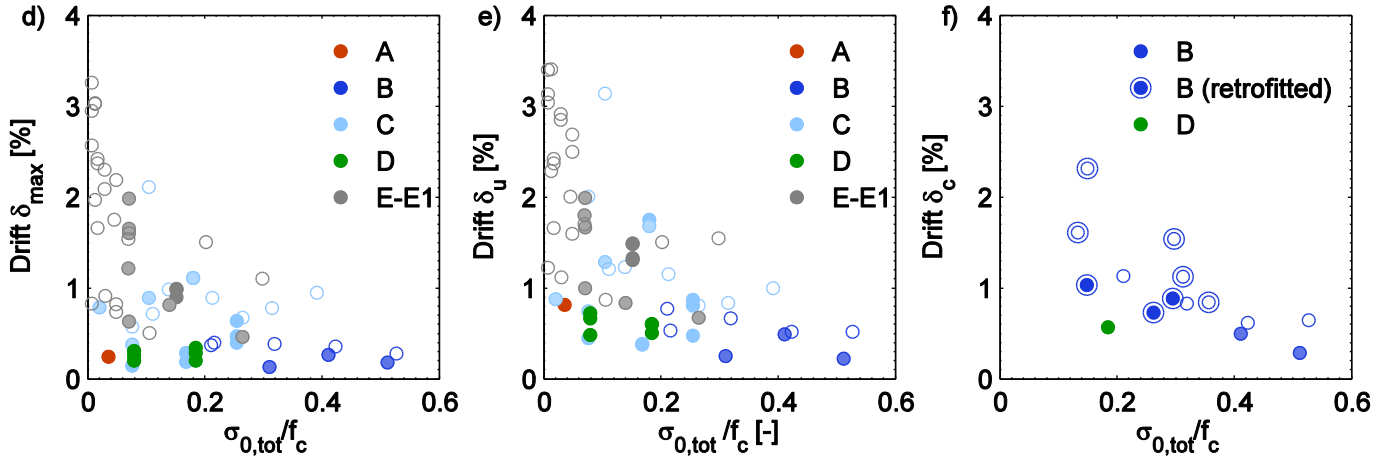 d)
Drift δmax [%]
4
3
2
1
0
0
0.2
0.4
0.6
σ0,tot/fc
A
B
C
D
E-E1
e)
Drift δu [%]
4
3
2
1
0
0
0.2
0.4
0.6
σ0,tot/fc [-]
A
B
C
D
E-E1
f)
Drift δc [%]
4
3
2
1
0
0
0.2
0.4
0.6
σ0,tot/fc
B
B (retrofitted)
D